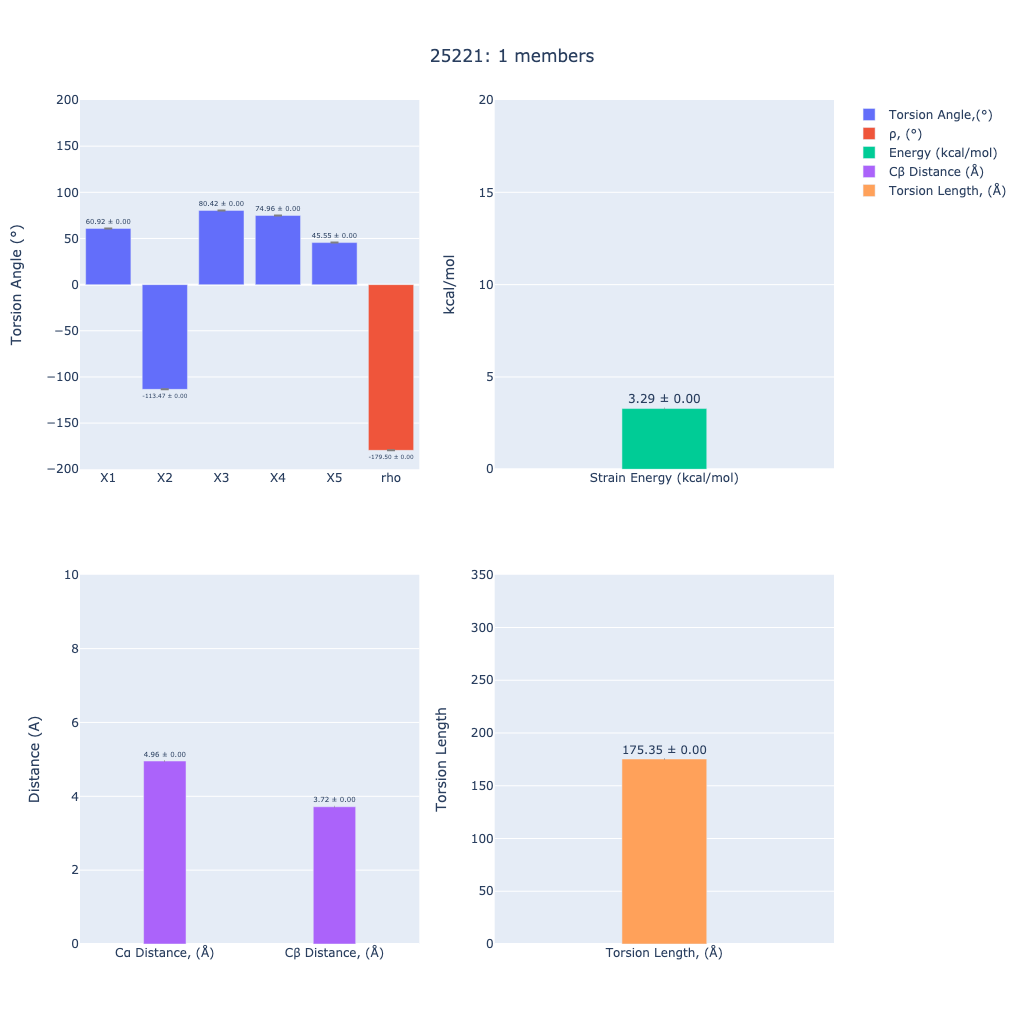 25221: 1 members
Torsion Angle (°)
200
150
100
50
0
−50
−100
−150
−200
60.92 ± 0.00
-113.47 ± 0.00
80.42 ± 0.00
74.96 ± 0.00
45.55 ± 0.00
-179.50 ± 0.00
X1
X2
X3
X4
X5
rho
kcal/mol
20
15
10
5
0
3.29 ± 0.00
Strain Energy (kcal/mol)
Torsion Angle,(°)
ρ, (°)
Energy (kcal/mol)
Cβ Distance (Å)
Torsion Length, (Å)
Distance (A)
10
8
6
4
2
0
4.96 ± 0.00
3.72 ± 0.00
Cα Distance, (Å)
Cβ Distance, (Å)
Torsion Length
350
300
250
200
150
100
50
0
175.35 ± 0.00
Torsion Length, (Å)